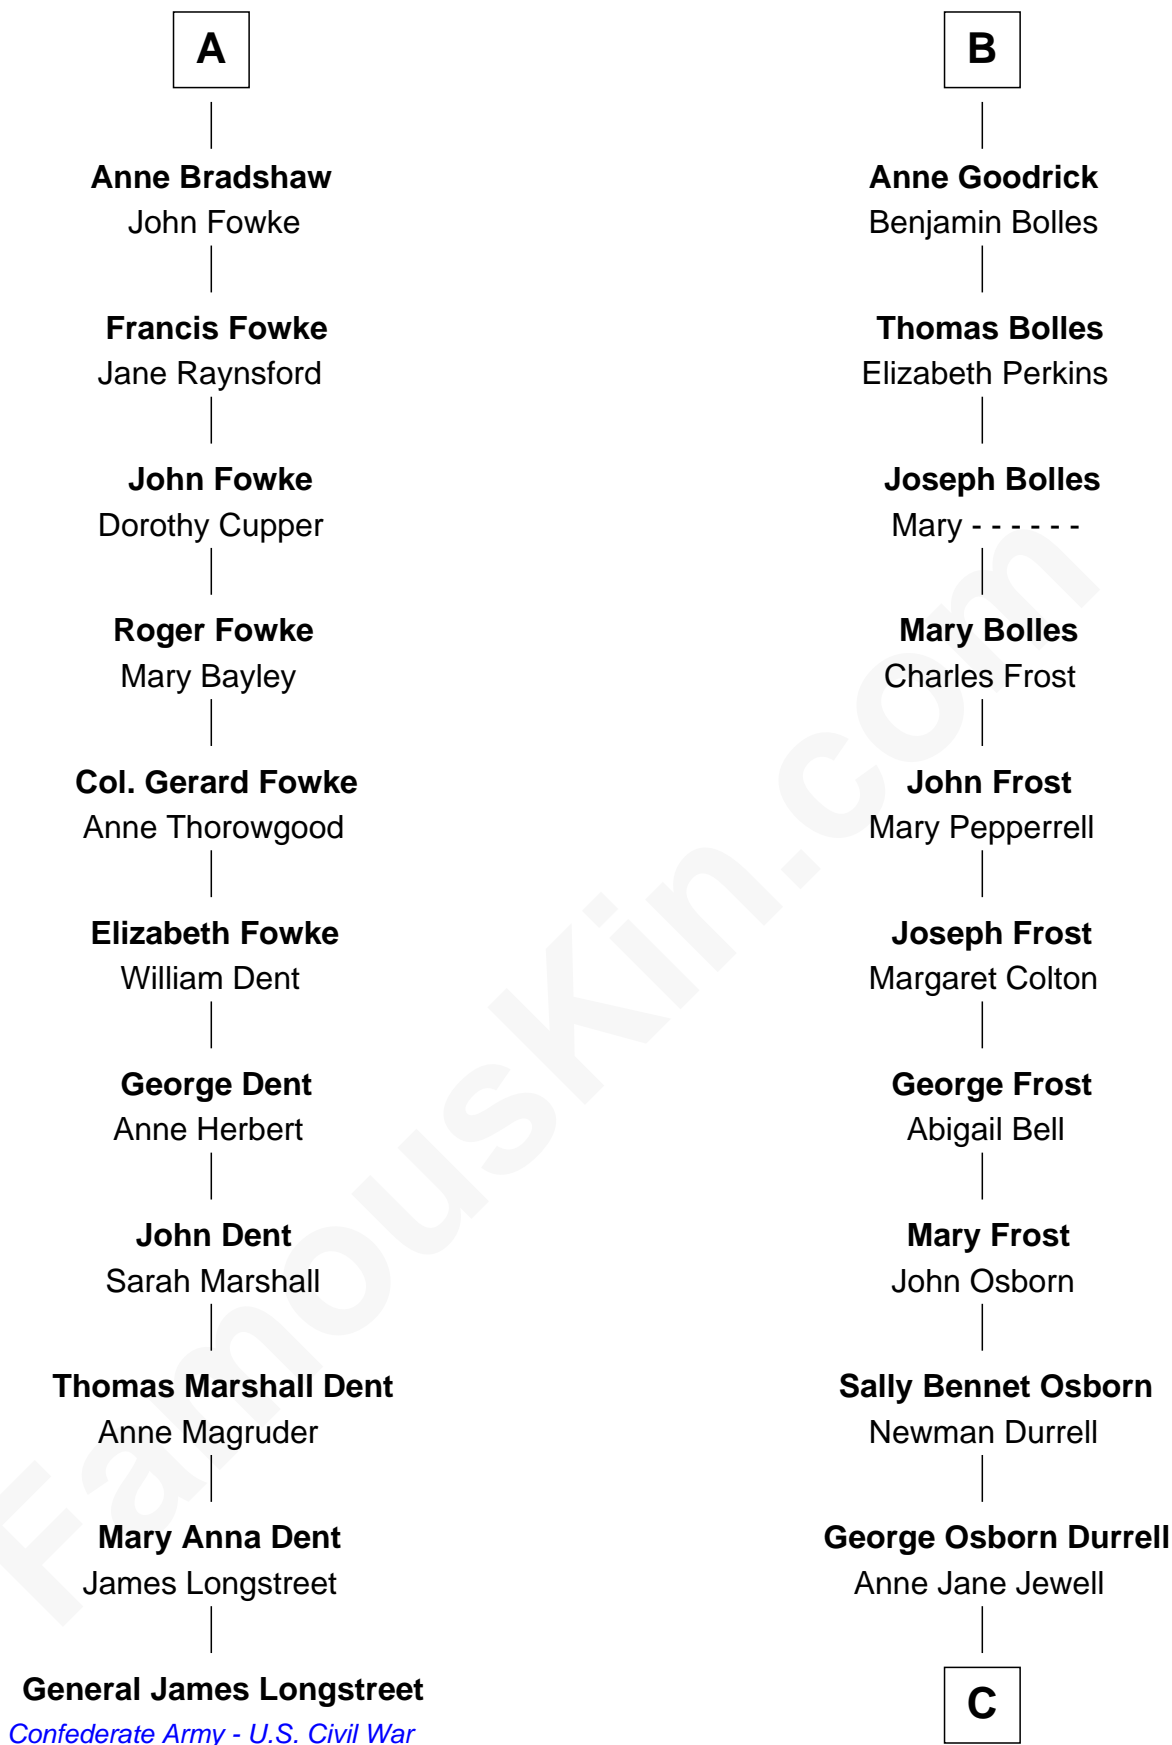 A
Anne Bradshaw
John Fowke
Francis Fowke
Jane Raynsford
John Fowke
Dorothy Cupper
Roger Fowke
Mary Bayley
Col. Gerard Fowke
Anne Thorowgood
Elizabeth Fowke
William Dent
George Dent
Anne Herbert
John Dent
Sarah Marshall
Thomas Marshall Dent
Anne Magruder
Mary Anna Dent
James Longstreet
General James Longstreet
Confederate Army - U.S. Civil War
B
Anne Goodrick
Benjamin Bolles
Thomas Bolles
Elizabeth Perkins
Joseph Bolles
Mary - - - - - -
Mary Bolles
Charles Frost
John Frost
Mary Pepperrell
Joseph Frost
Margaret Colton
George Frost
Abigail Bell
Mary Frost
John Osborn
Sally Bennet Osborn
Newman Durrell
George Osborn Durrell
Anne Jane Jewell
C
FamousKin.com